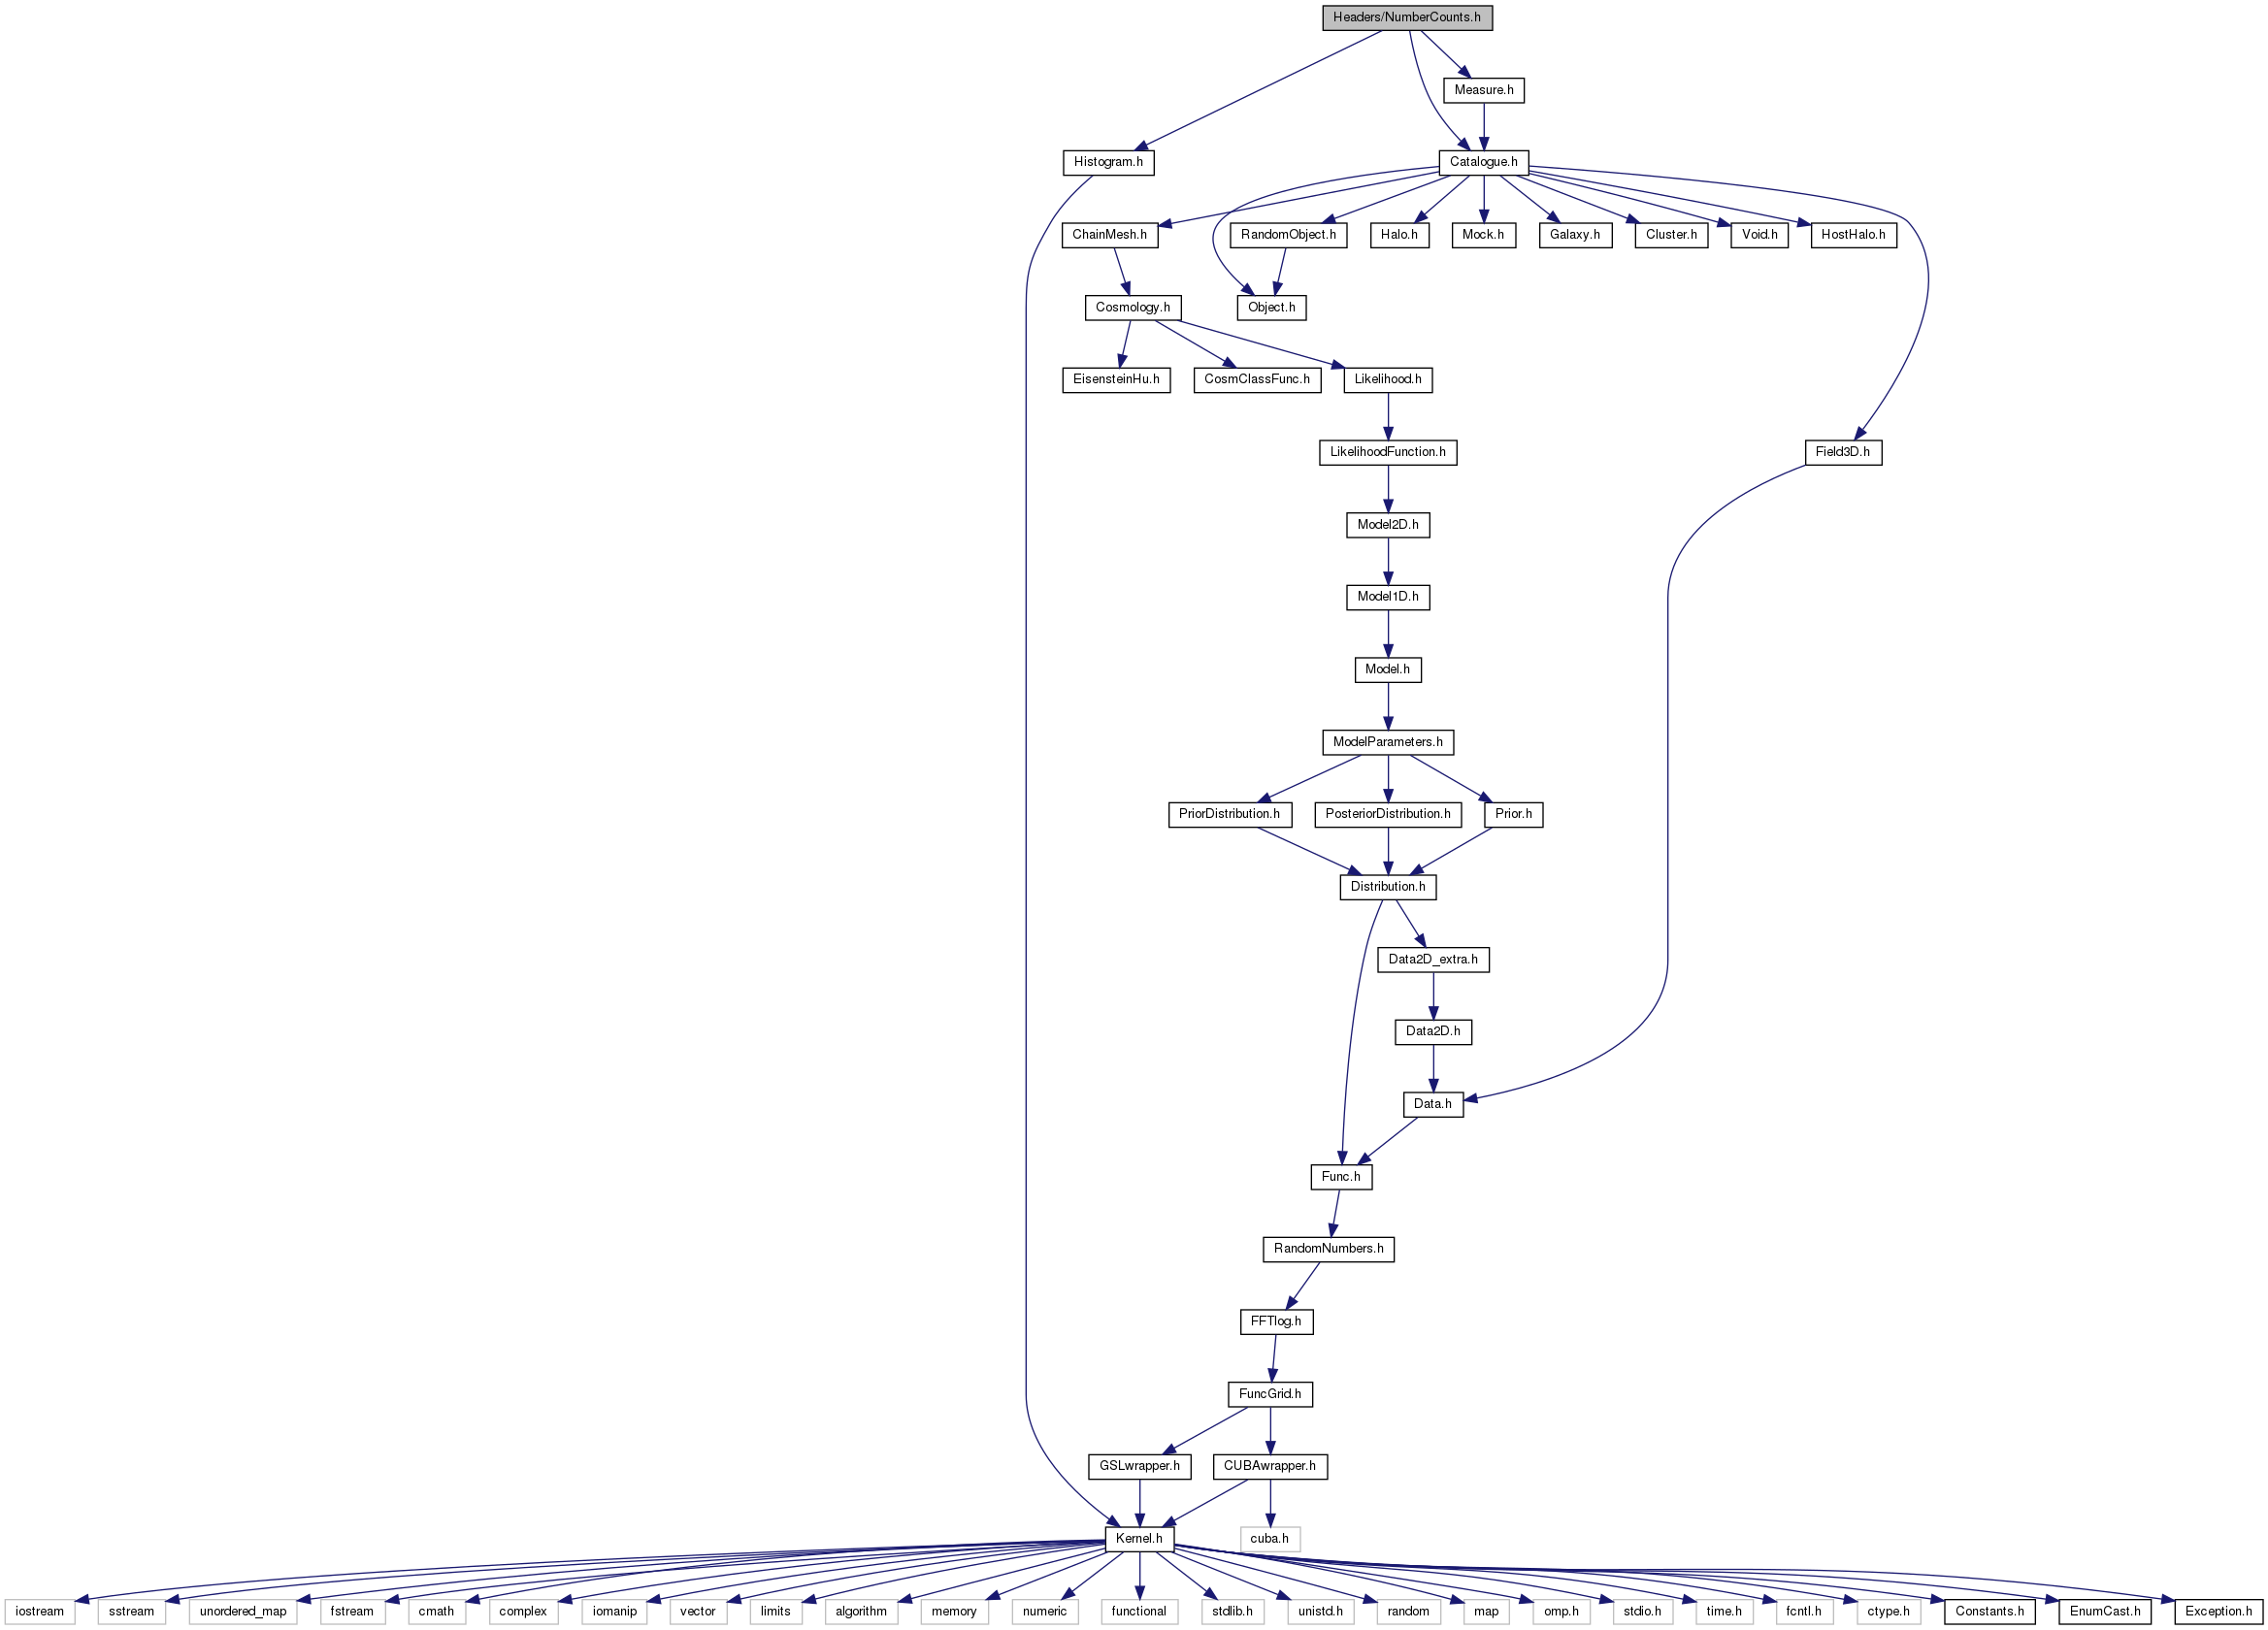 Headers/NumberCounts.h
Measure.h
Histogram.h
Catalogue.h
ChainMesh.h
RandomObject.h
Halo.h
Mock.h
Galaxy.h
Cluster.h
Void.h
HostHalo.h
Cosmology.h
Object.h
EisensteinHu.h
CosmClassFunc.h
Likelihood.h
LikelihoodFunction.h
Field3D.h
Model2D.h
Model1D.h
Model.h
ModelParameters.h
PriorDistribution.h
PosteriorDistribution.h
Prior.h
Distribution.h
Data2D_extra.h
Data2D.h
Data.h
Func.h
RandomNumbers.h
FFTlog.h
FuncGrid.h
GSLwrapper.h
CUBAwrapper.h
Kernel.h
cuba.h
iostream
sstream
unordered_map
fstream
cmath
complex
iomanip
vector
limits
algorithm
memory
numeric
functional
stdlib.h
unistd.h
random
map
omp.h
stdio.h
time.h
fcntl.h
ctype.h
Constants.h
EnumCast.h
Exception.h